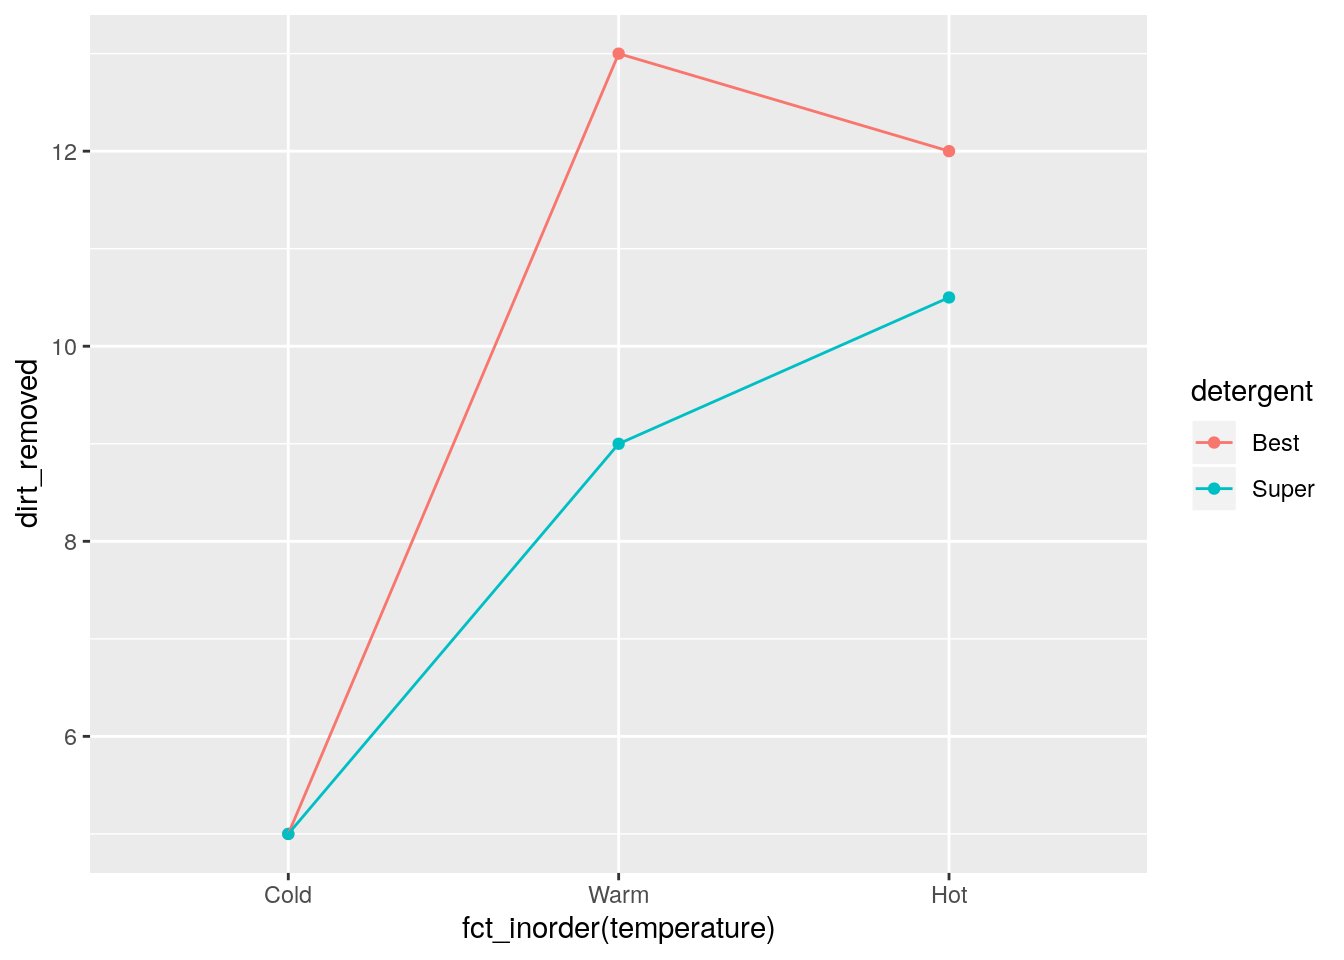 12
10
8
6
dirt_removed
Cold Warm Hot
fct_inorder(temperature)
detergent
Best
Super